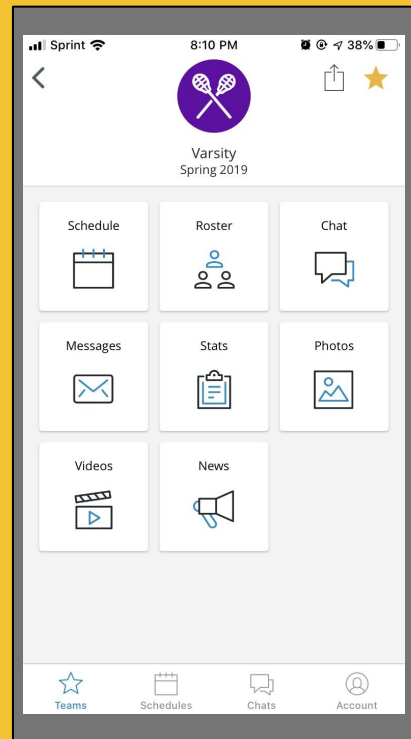 Sprint 8:10 PM 38%
Varsity
Spring 2019
Schedule Roster Chat
Messages Stats Photos
Videos News
Teams Schedules Chats Account